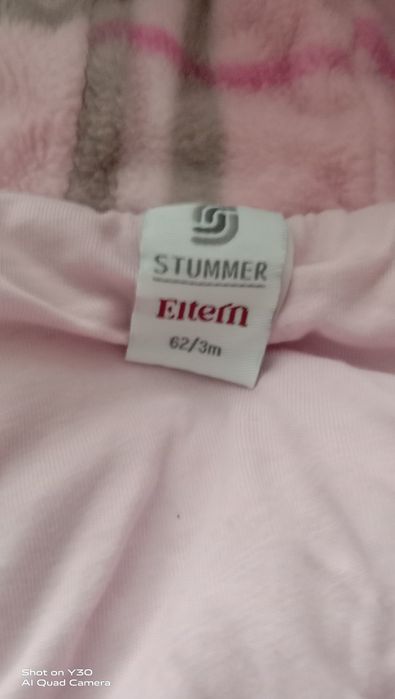 STUMMER
Eltern
62/3m
Shot on Y30
AI Quad Camera